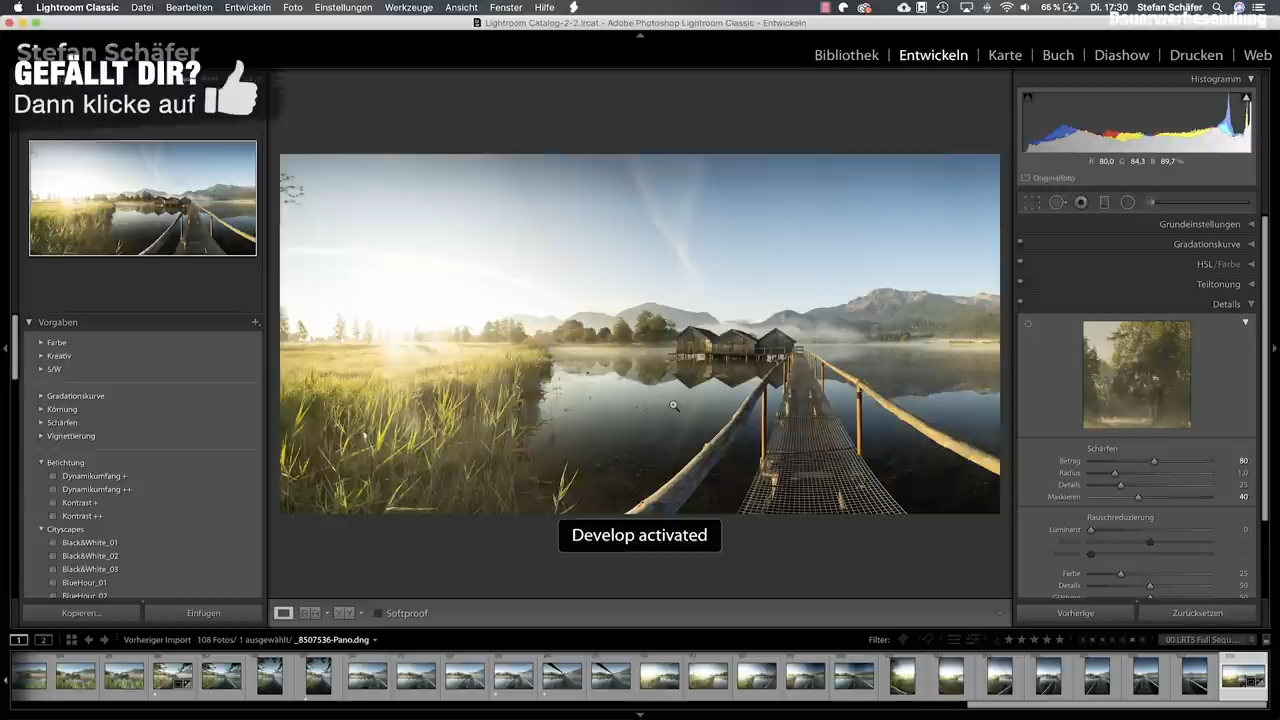 Lightroom Classic Datei Bearbeiten Entwickeln Foto Einstellungen Werkzeuge Ansicht Fenster Hilfe 65 % Di. 17:30 Stefan Schäfer
Lightroom Catalog-2-2.lrcat - Adobe Photoshop Lightroom Classic - Entwickeln
Dauerwerbesendung
Stefan Schäfer
GEFÄLLT DIR?
Dann klicke auf
Bibliothek | Entwickeln | Karte | Buch | Diashow | Drucken | Web
Histogramm
R 80,0 G 84,3 B 89,7 %
Originalfoto
Grundeinstellungen
Gradationskurve
HSL / Farbe
Teiltonung
Details
Vorgaben
Farbe
Kreativ
S/W
Gradationskurve
Körnung
Schärfen
Vignettierung
Belichtung
Dynamikumfang +
Dynamikumfang ++
Kontrast +
Kontrast ++
Cityscapes
Black&White_01
Black&White_02
Black&White_03
BlueHour_01
BlueHour_02
Schärfen
Betrag 80
Radius 1,0
Details 25
Maskieren 40
Rauschreduzierung
Luminanz 0
Farbe 25
Details 50
Develop activated
Kopieren... Einfügen
Softproof
Vorherige Zurücksetzen
1 2 Vorheriger Import 108 Fotos/ 1 ausgewählt/ _8507536-Pano.dng Filter: 00 LRT5 Full Sequ...